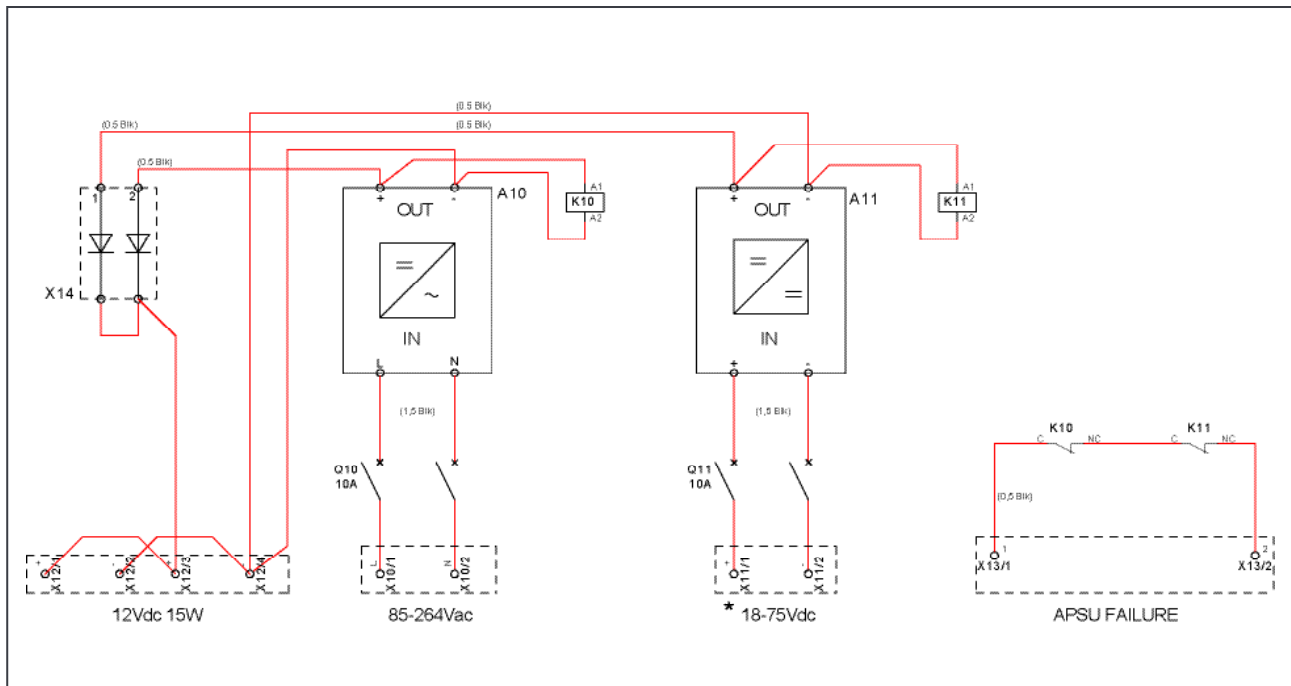 (0.5 Blk)
(0.5 Blk) (0.5 Blk)
(0.5 Blk)
1 2
+ - A10
OUT
A1
K10
A2
+ - A11
OUT
A1
K11
A2
= ~
= =
X14
IN
L N
IN
+ -
(1,5 Blk)
(1,5 Blk)
K10 K11
C NC C NC
Q10
10A
Q11
10A
(0,5 Blk)
+ X12/1
- X12/2
+ X12/3
- X12/4
L X10/1
N X10/2
+ X11/1
- X11/2
1 X13/1
2 X13/2
12Vdc 15W
85-264Vac
* 18-75Vdc
APSU FAILURE